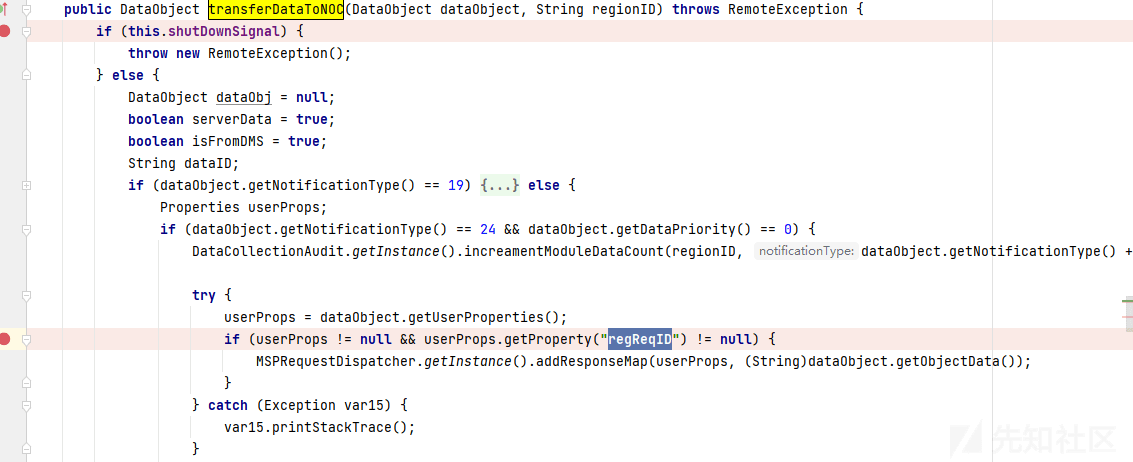 public DataObject transferDataToNOC(DataObject dataObject, String regionID) throws RemoteException {
if (this.shutDownSignal) {
throw new RemoteException();
} else {
DataObject dataObj = null;
boolean serverData = true;
boolean isFromDMS = true;
String dataID;
if (dataObject.getNotificationType() == 19) {...} else {
Properties userProps;
if (dataObject.getNotificationType() == 24 && dataObject.getDataPriority() == 0) {
DataCollectionAudit.getInstance().increamentModuleDataCount(regionID, notificationType: dataObject.getNotificationType() +
try {
userProps = dataObject.getUserProperties();
if (userProps != null && userProps.getProperty("regReqID") != null) {
MSPRequestDispatcher.getInstance().addResponseMap(userProps, (String)dataObject.getObjectData());
}
} catch (Exception var15) {
var15.printStackTrace();
}
先知社区